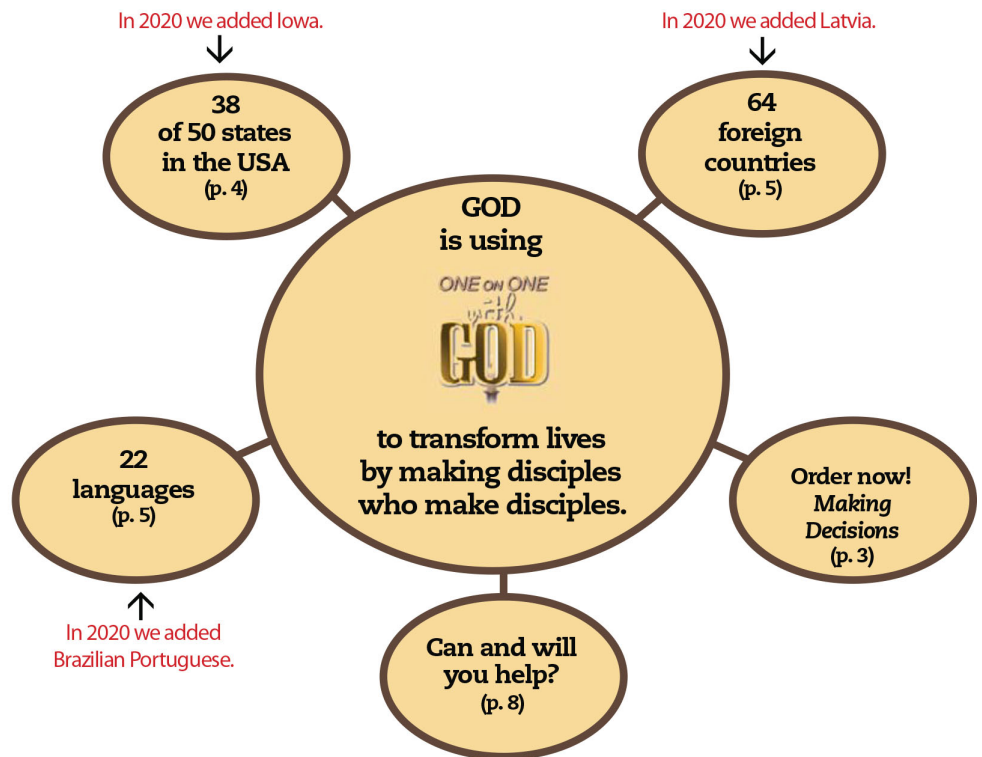 In 2020 we added Iowa.
In 2020 we added Latvia.
38
of 50 states
in the USA
(p. 4)
64
foreign
countries
(p. 5)
GOD
is using
ONE ON ONE
with
GOD
to transform lives
by making disciples
who make disciples.
22
languages
(p. 5)
Order now!
Making
Decisions
(p. 3)
In 2020 we added
Brazilian Portuguese.
Can and will
you help?
(p. 8)